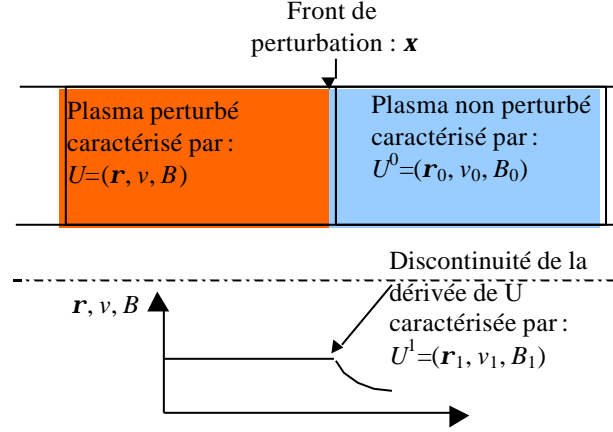 Front de
perturbation : x
Plasma perturbé
caractérisé par :
U=(r, v, B)
Plasma non perturbé
caractérisé par :
U⁰=(r₀, v₀, B₀)
Discontinuité de la
dérivée de U
caractérisée par :
U¹=(r₁, v₁, B₁)
r, v, B